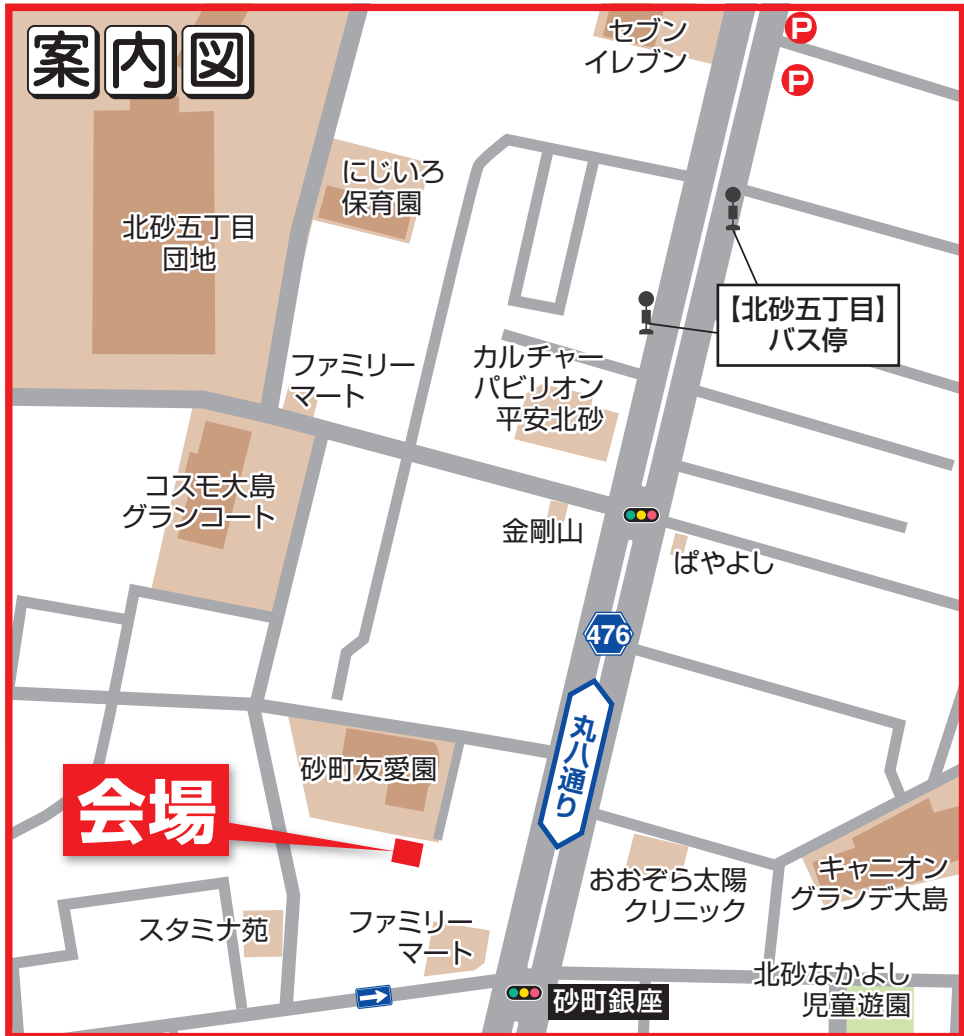 案内図
セブン
イレブン
P
P
にじいろ
保育園
北砂五丁目
団地
【北砂五丁目】
バス停
ファミリー
マート
カルチャー
パビリオン
平安北砂
コスモ大島
グランコート
金剛山
ぱやよし
476
丸八通り
砂町友愛園
会場
おおぞら太陽
クリニック
キャニオン
グランデ大島
スタミナ苑
ファミリー
マート
北砂なかよし
児童遊園
砂町銀座